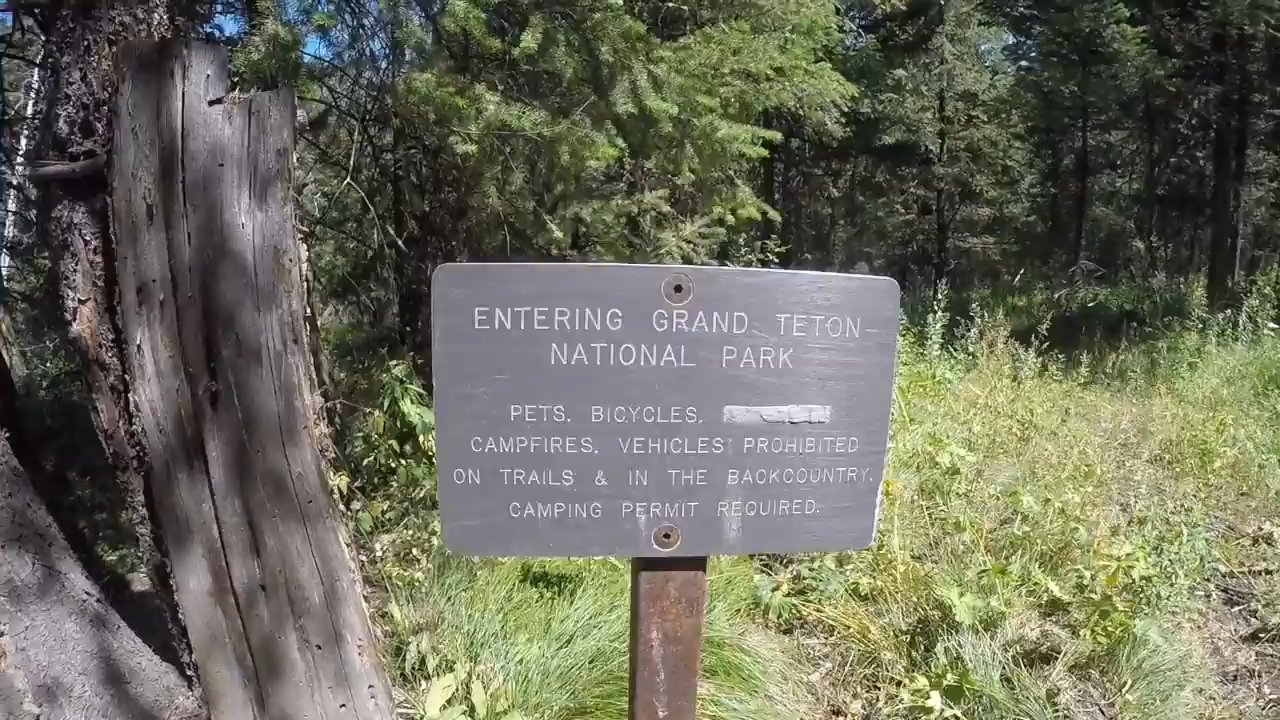 ENTERING GRAND TETON
NATIONAL PARK
PETS, BICYCLES,
CAMPFIRES, VEHICLES PROHIBITED
ON TRAILS & IN THE BACKCOUNTRY.
CAMPING PERMIT REQUIRED.